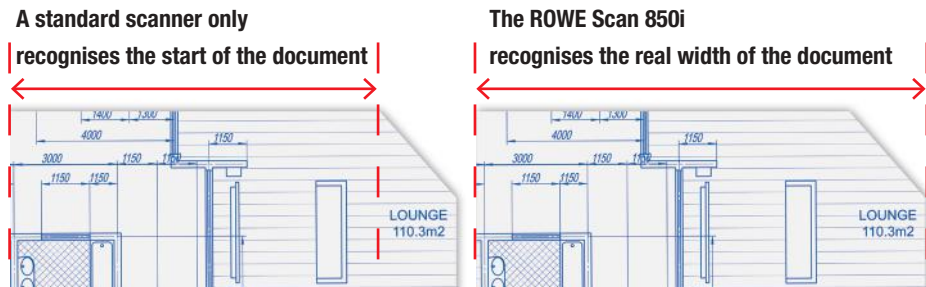 A standard scanner only
recognises the start of the document
1400 1300
4000
1150
3000 1150 1150
1150 1150
LOUNGE
110.3m2
The ROWE Scan 850i
recognises the real width of the document
1400 1300
4000
1150
3000 1150 1150
1150 1150
LOUNGE
110.3m2